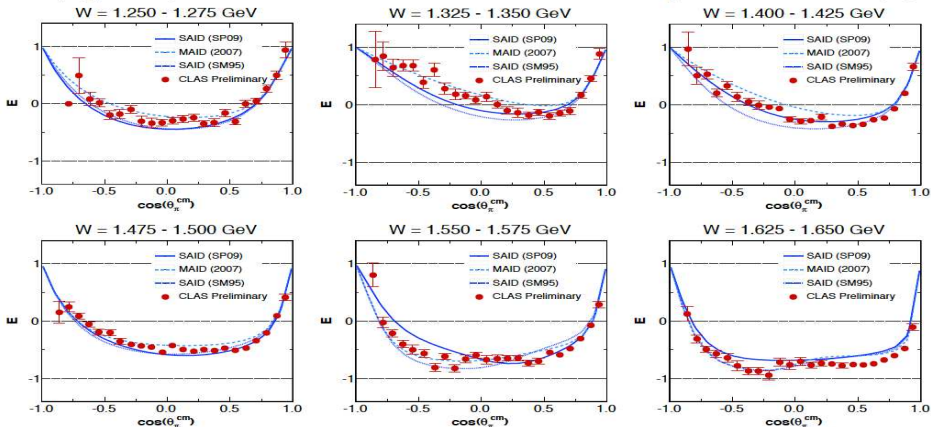 W = 1.250 - 1.275 GeV
SAID (SP09)
MAID (2007)
SAID (SM95)
CLAS Preliminary
E
1
0
-1
-1.0
-0.5
0.0
0.5
1.0
cos(θπcm)
W = 1.325 - 1.350 GeV
SAID (SP09)
MAID (2007)
SAID (SM95)
CLAS Preliminary
E
1
0
-1
-1.0
-0.5
0.0
0.5
1.0
cos(θπcm)
W = 1.400 - 1.425 GeV
SAID (SP09)
MAID (2007)
SAID (SM95)
CLAS Preliminary
E
1
0
-1
-1.0
-0.5
0.0
0.5
1.0
cos(θπcm)
W = 1.475 - 1.500 GeV
SAID (SP09)
MAID (2007)
SAID (SM95)
CLAS Preliminary
E
1
0
-1
-1.0
-0.5
0.0
0.5
1.0
cos(θπcm)
W = 1.550 - 1.575 GeV
SAID (SP09)
MAID (2007)
SAID (SM95)
CLAS Preliminary
E
1
0
-1
-1.0
-0.5
0.0
0.5
1.0
cos(θπcm)
W = 1.625 - 1.650 GeV
SAID (SP09)
MAID (2007)
SAID (SM95)
CLAS Preliminary
E
1
0
-1
-1.0
-0.5
0.0
0.5
1.0
cos(θπcm)